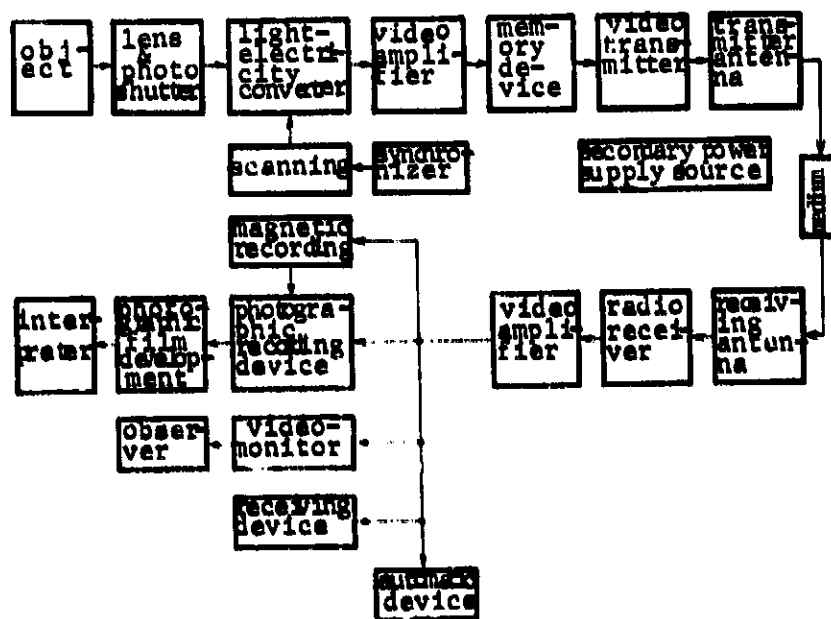 obj-
ect
lens
& photo
shutter
light-
electri-
city
converter
video
ampli-
fier
mem-
ory
de-
vice
video
trans-
mitter
trans-
mitter
anten-
na
scanning
synchro-
nizer
secomary power
supply source
medium
magnetic
recording
inter-
preter
photo-
graphic
film
develop-
ment
photogra-
phic
recording
device
video
ampli-
fier
radio
recei-
ver
receiv-
ing
antun-
na
obser-
ver
video-
monitor
receiving
device
device